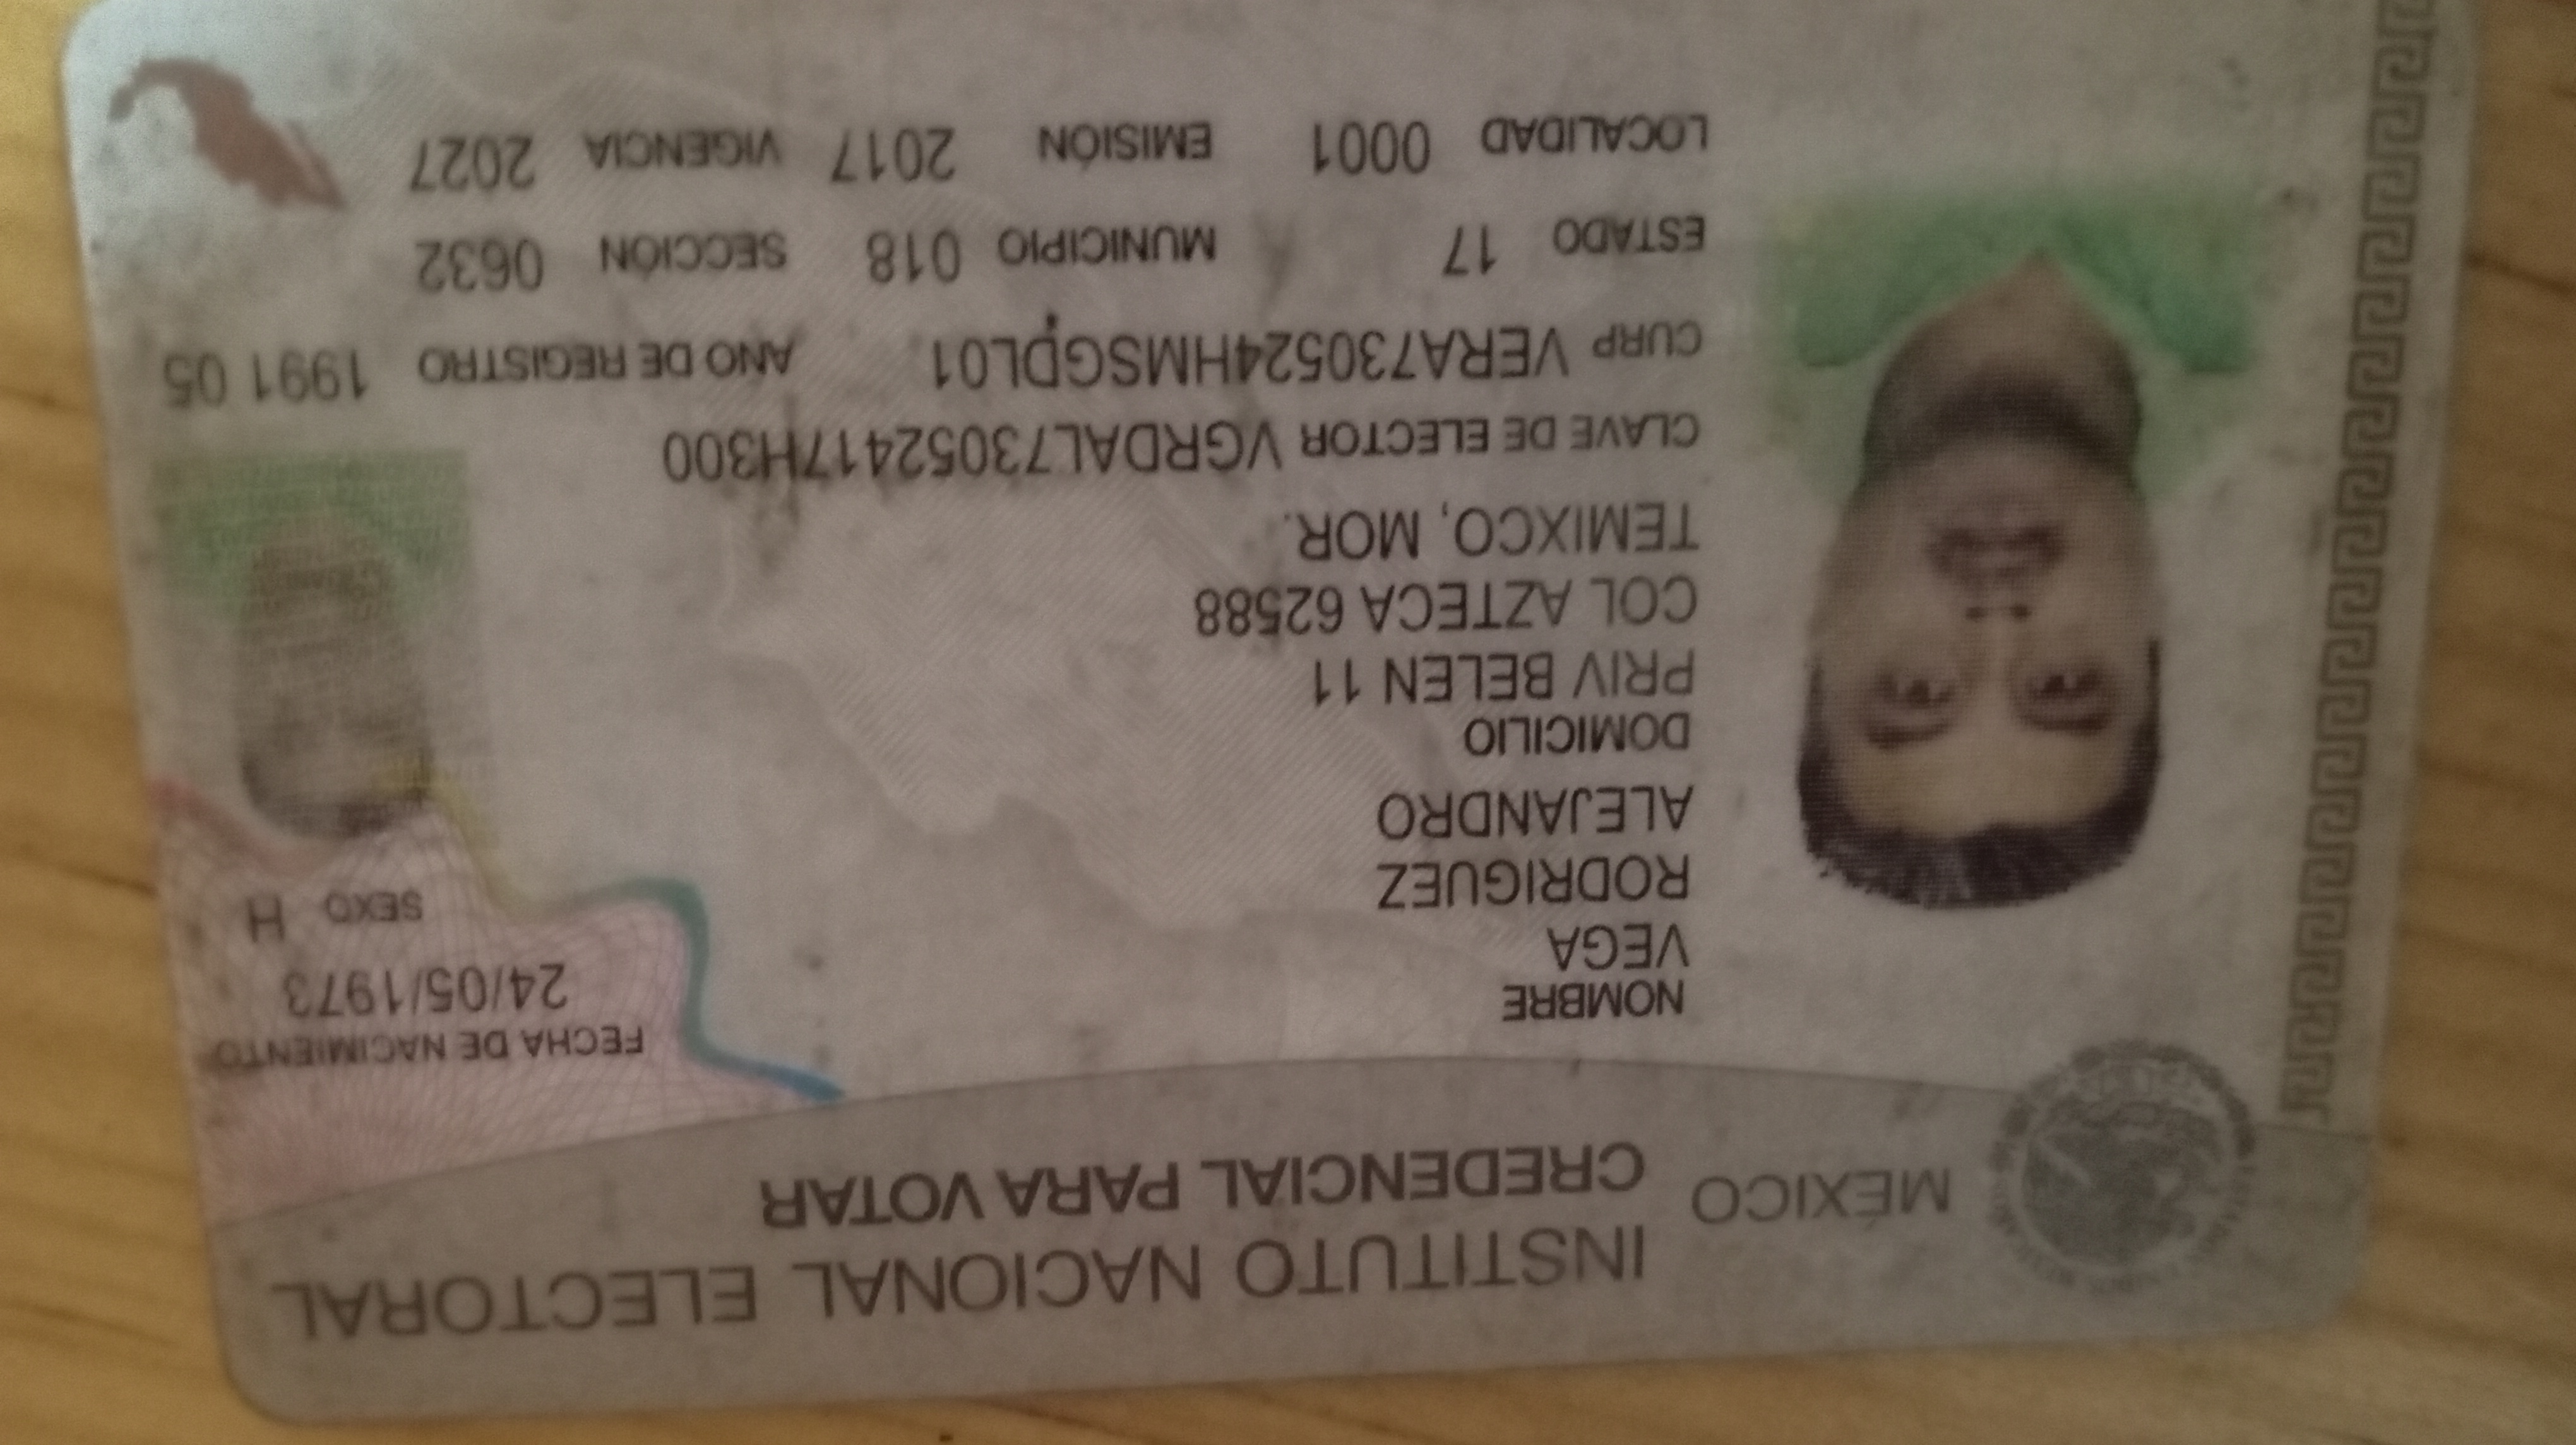 MÉXICO
INSTITUTO NACIONAL ELECTORAL
CREDENCIAL PARA VOTAR
NOMBRE
VEGA
RODRIGUEZ
ALEJANDRO
FECHA DE NACIMIENTO
24/05/1973
SEXO H
DOMICILIO
PRIV BELEN 11
COL AZTECA 62588
TEMIXCO, MOR.
CLAVE DE ELECTOR VGRDAL73052417H300
CURP VERA730524HMSGDL01 AÑO DE REGISTRO 1991 05
ESTADO 17 MUNICIPIO 018 SECCIÓN 0632
LOCALIDAD 0001 EMISIÓN 2017 VIGENCIA 2027